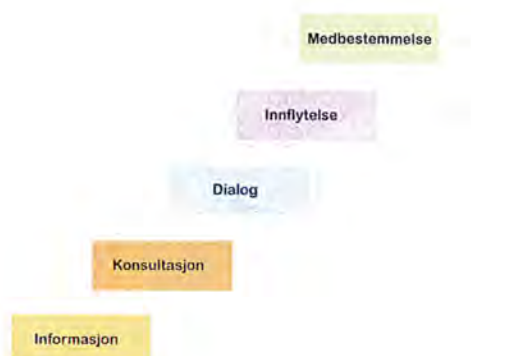 Medbestemmelse
Innflytelse
Dialog
Konsultasjon
Informasjon